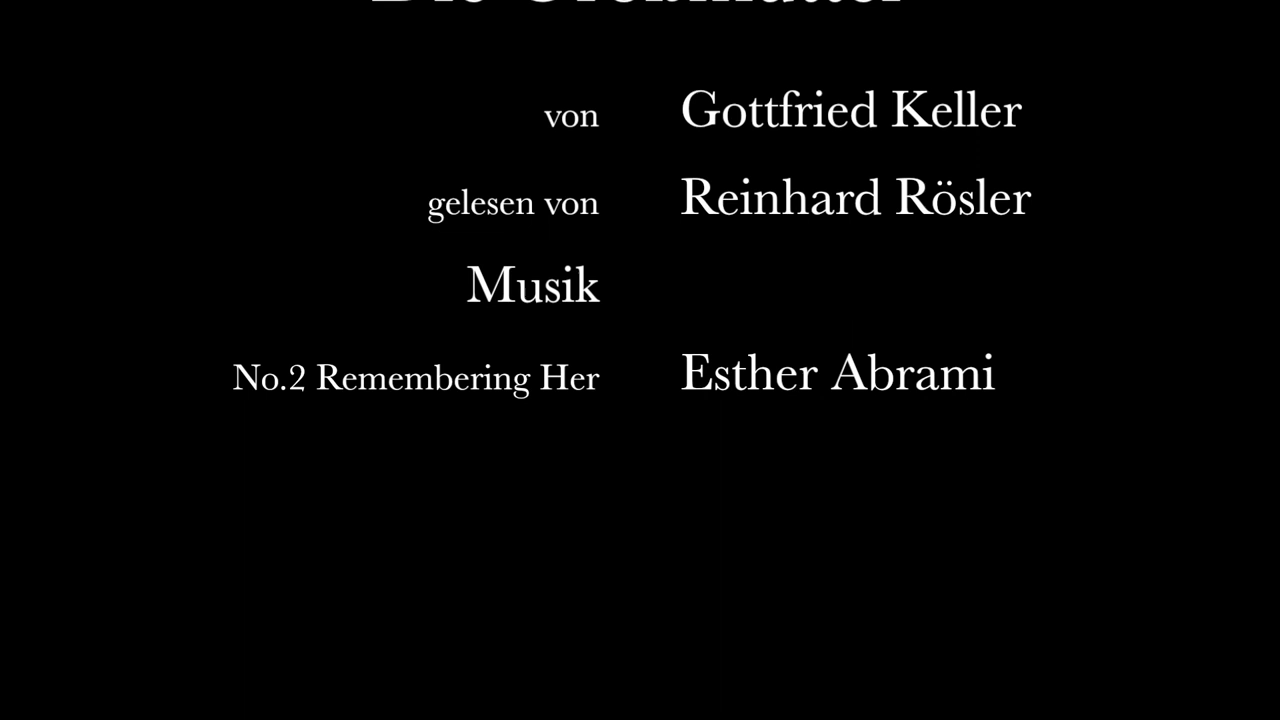 von Gottfried Keller
gelesen von Reinhard Rösler
Musik
No.2 Remembering Her Esther Abrami